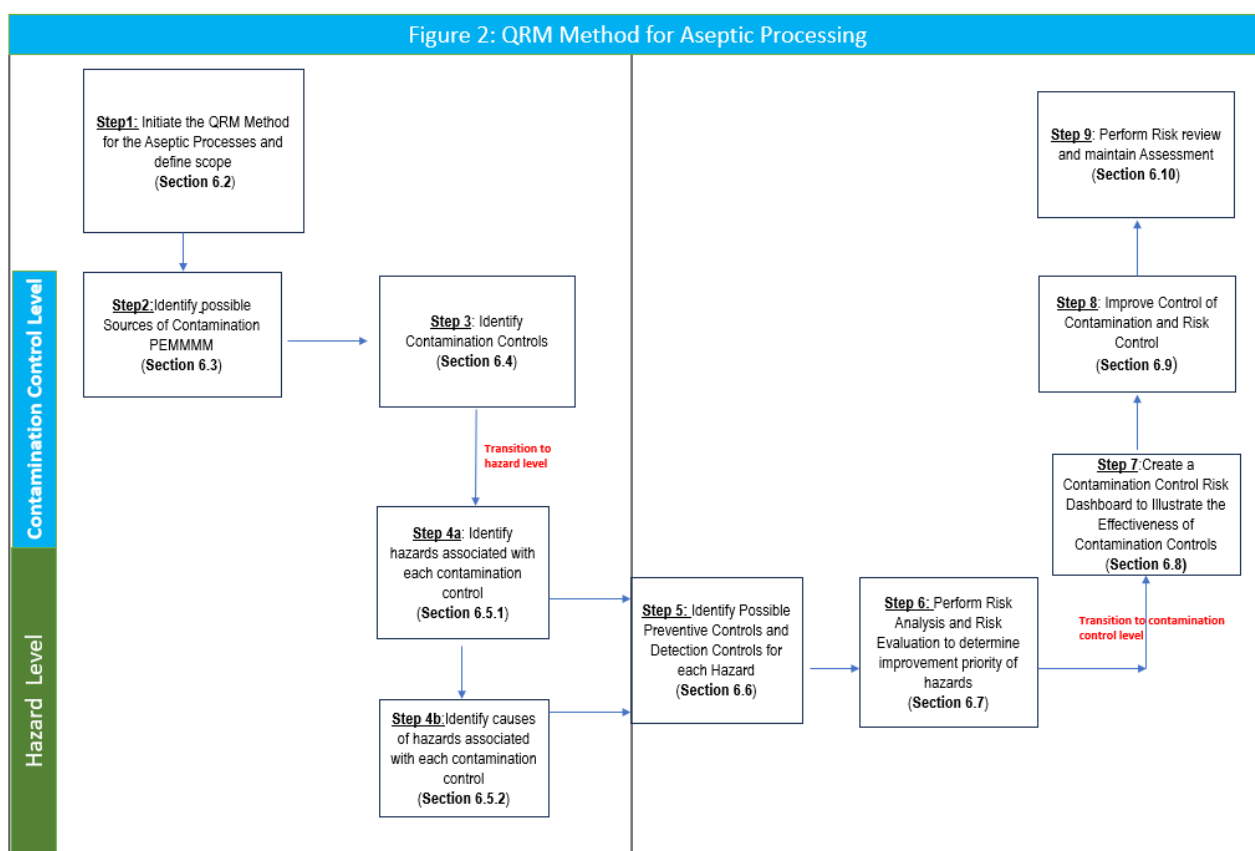 Figure 2: QRM Method for Aseptic Processing
Step1: Initiate the QRM Method
for the Aseptic Processes and
define scope
(Section 6.2)
Contamination Control Level
Step2:Identify possible
Sources of Contamination
PEMMMM
(Section 6.3)
Step 3: Identify
Contamination Controls
(Section 6.4)
Transition to
hazard level
Hazard Level
Step 4a: Identify
hazards associated with
each contamination
control
(Section 6.5.1)
Step 4b:Identify causes
of hazards associated
with each contamination
control
(Section 6.5.2)
Step 5: Identify Possible
Preventive Controls and
Detection Controls for
each Hazard
(Section 6.6)
Step 6: Perform Risk
Analysis and Risk
Evaluation to determine
improvement priority of
hazards
(Section 6.7)
Transition to contamination
control level
Step 7:Create a
Contamination Control Risk
Dashboard to Illustrate the
Effectiveness of
Contamination Controls
(Section 6.8)
Step 8: Improve Control of
Contamination and Risk
Control
(Section 6.9)
Step 9: Perform Risk review
and maintain Assessment
(Section 6.10)